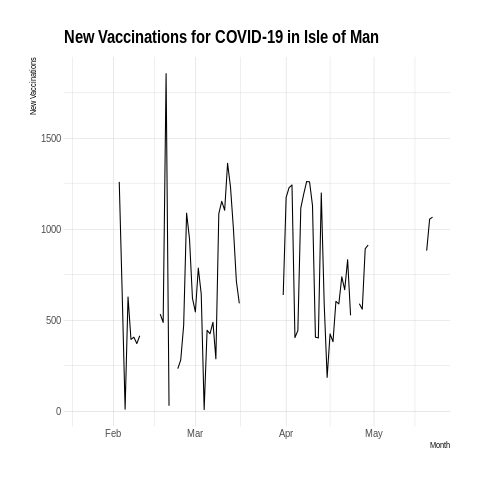 New Vaccinations for COVID-19 in Isle of Man
New Vaccinations
1500
1000
500
0
Feb Mar Apr May
Month